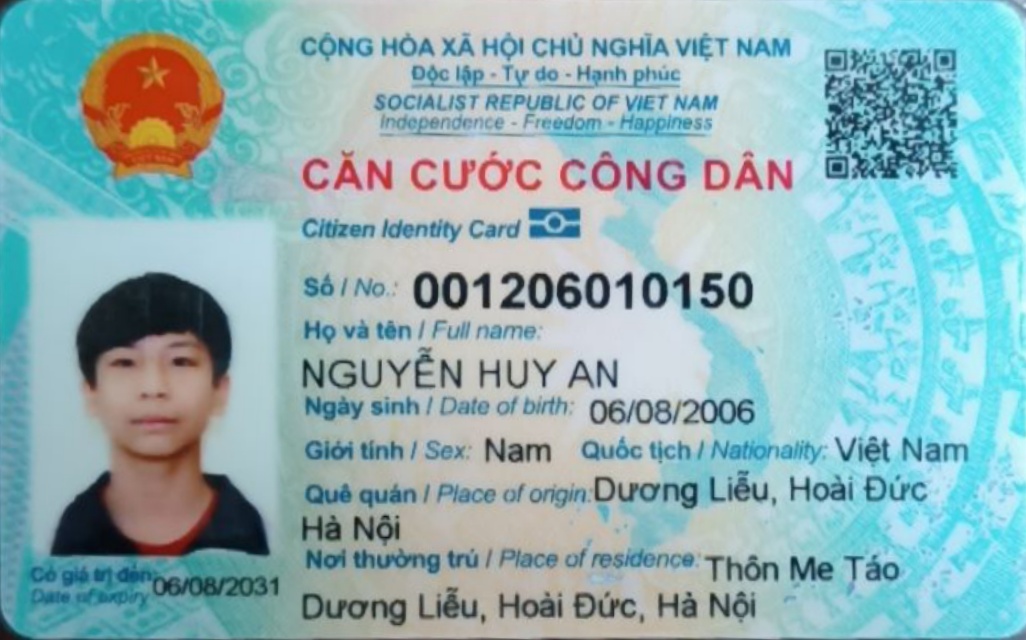 CỘNG HÒA XÃ HỘI CHỦ NGHĨA VIỆT NAM
Độc lập - Tự do - Hạnh phúc
SOCIALIST REPUBLIC OF VIET NAM
Independence - Freedom - Happiness
CĂN CƯỚC CÔNG DÂN
Citizen Identity Card
Số / No.: 001206010150
Họ và tên / Full name:
NGUYỄN HUY AN
Ngày sinh / Date of birth: 06/08/2006
Giới tính / Sex: Nam Quốc tịch / Nationality: Việt Nam
Quê quán / Place of origin: Dương Liễu, Hoài Đức
Hà Nội
Nơi thường trú / Place of residence: Thôn Me Táo
Dương Liễu, Hoài Đức, Hà Nội
Có giá trị đến: 06/08/2031
Date of expiry